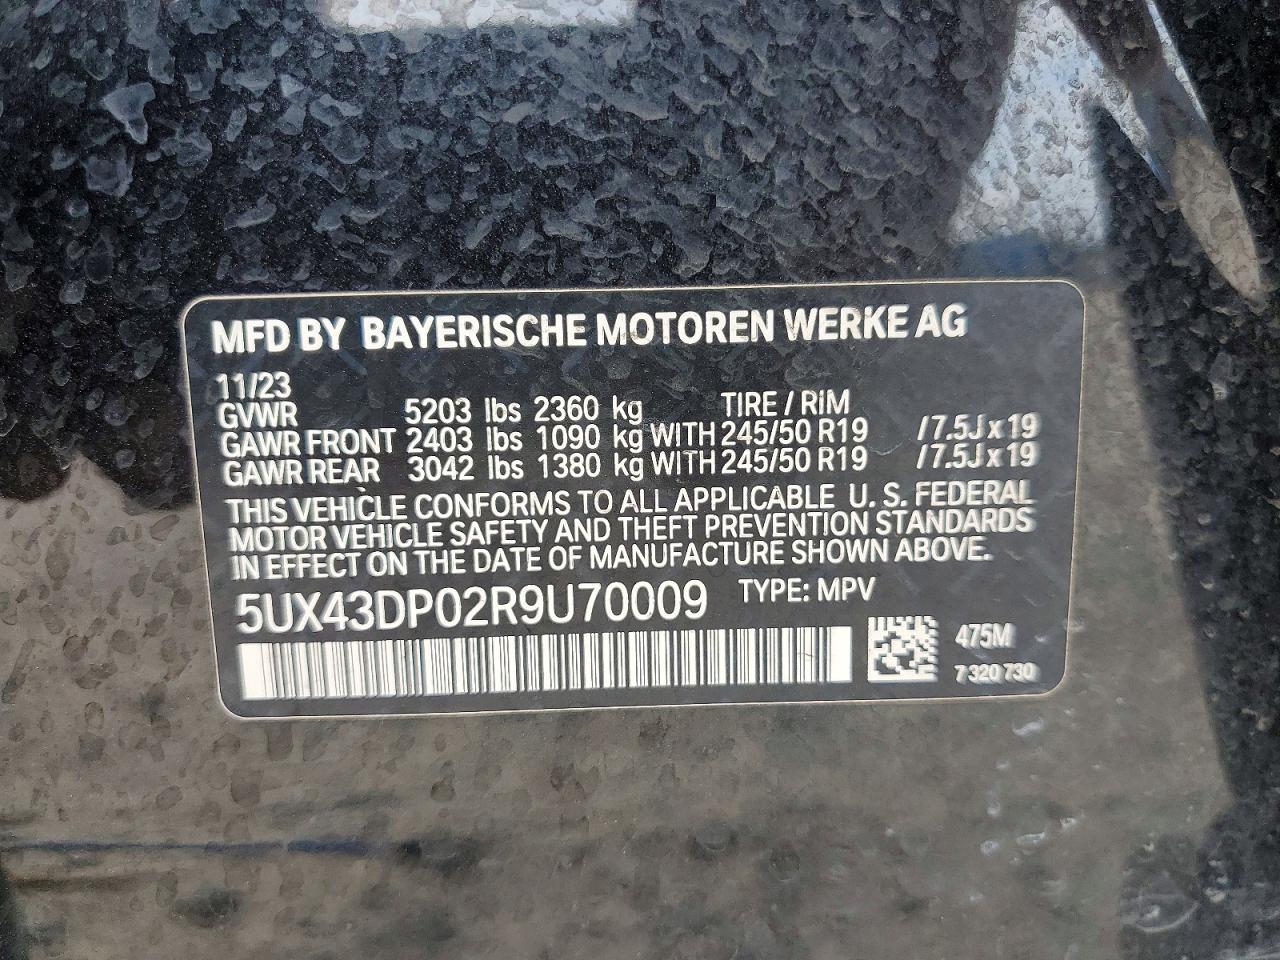 MFD BY BAYERISCHE MOTOREN WERKE AG
11/23
GVWR 5203 lbs 2360 kg TIRE / RIM
GAWR FRONT 2403 lbs 1090 kg WITH 245/50 R19 /7.5J x 19
GAWR REAR 3042 lbs 1380 kg WITH 245/50 R19 /7.5J x 19
THIS VEHICLE CONFORMS TO ALL APPLICABLE U. S. FEDERAL
MOTOR VEHICLE SAFETY AND THEFT PREVENTION STANDARDS
IN EFFECT ON THE DATE OF MANUFACTURE SHOWN ABOVE.
5UX43DP02R9U70009 TYPE: MPV
475M
7 320 730